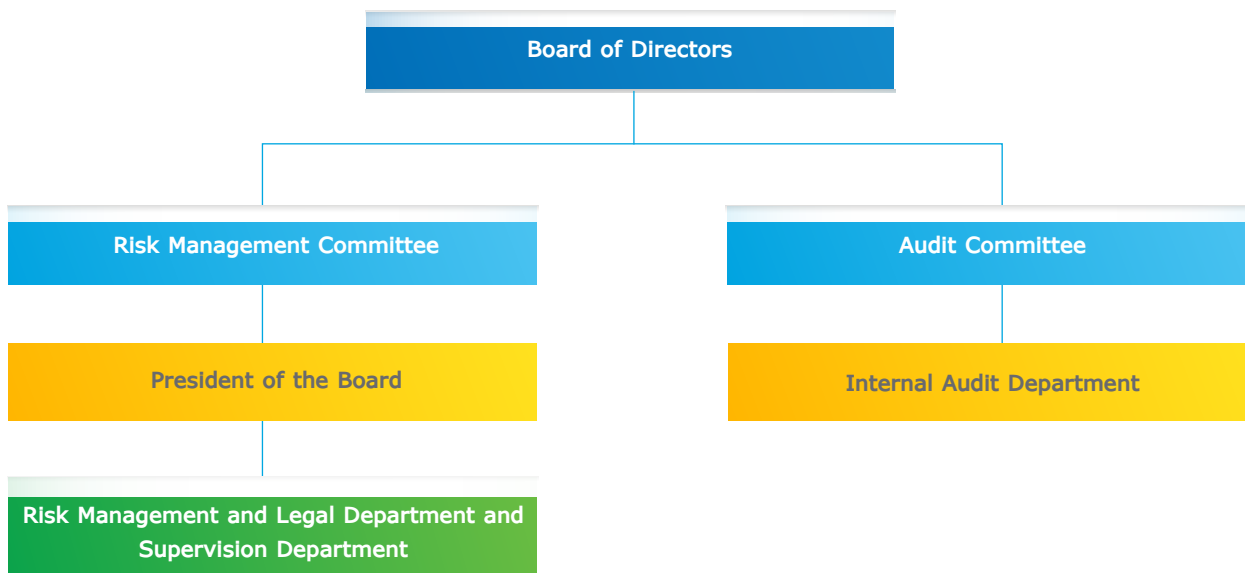 Board of Directors
Risk Management Committee
Audit Committee
President of the Board
Internal Audit Department
Risk Management and Legal Department and
Supervision Department